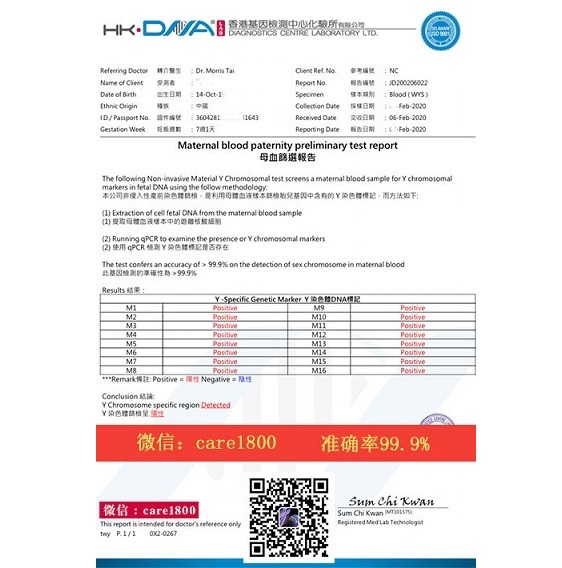 HK·DNA LAB 香港基因檢測中心化驗所有限公司
DIAGNOSTICS CENTRE LABORATORY LTD.
ISO 9001
Referring Doctor 轉介醫生 : Dr. Morris Tai Client Ref. No. 參考編號 : NC
Name of Client 受測者 : Report No. 報告編號 : JD200206022
Date of Birth 出生日期 : 14-Oct-1 Specimen 樣本類別 : Blood ( WYS )
Ethnic Origin 種族 : 中國 Collection Date 採樣日期 : -Feb-2020
I.D./ Passport No. 證件編號 : 3604281 1643 Received Date 交收日期 : 06-Feb-2020
Gestation Week 妊娠週數 : 7週1天 Reporting Date 報告日期 : -Feb-2020
Maternal blood paternity preliminary test report
母血篩選報告
The following Non-invasive Material Y Chromosomal test screens a maternal blood sample for Y chromosomal
markers in fetal DNA using the follow methodology:
本公司非侵入性產前染色體篩檢，是利用母體血液樣本篩檢胎兒基因中含有的 Y 染色體標記，而方法如下:
(1) Extraction of cell fetal DNA from the maternal blood sample
(1) 提取母體血液樣本中的遊離核酸細胞
(2) Running qPCR to examine the presence or Y chromosomal markers
(2) 使用 qPCR 檢測 Y 染色體標記是否存在
The test confers an accuracy of > 99.9% on the detection of sex chromosome in maternal blood
此基因檢測的準確性為 >99.9%
Results 結果 :
Y -Specific Genetic Marker Y 染色體DNA標記
M1 Positive M9 Positive
M2 Positive M10 Positive
M3 Positive M11 Positive
M4 Positive M12 Positive
M5 Positive M13 Positive
M6 Positive M14 Positive
M7 Positive M15 Positive
M8 Positive M16 Positive
***Remark備註: Positive = 陽性 Negative = 陰性
Conclusion 結論:
Y Chromosome specific region Detected
Y 染色體篩檢呈 陽性
微信：care1800 准确率99.9%
微信：care1800
This report is intended for doctor's reference only
twy P. 1 / 1 0X2-0267
Sum Chi Kwan
Sum Chi Kwan (MT101575)
Registered Med Lab Technologist